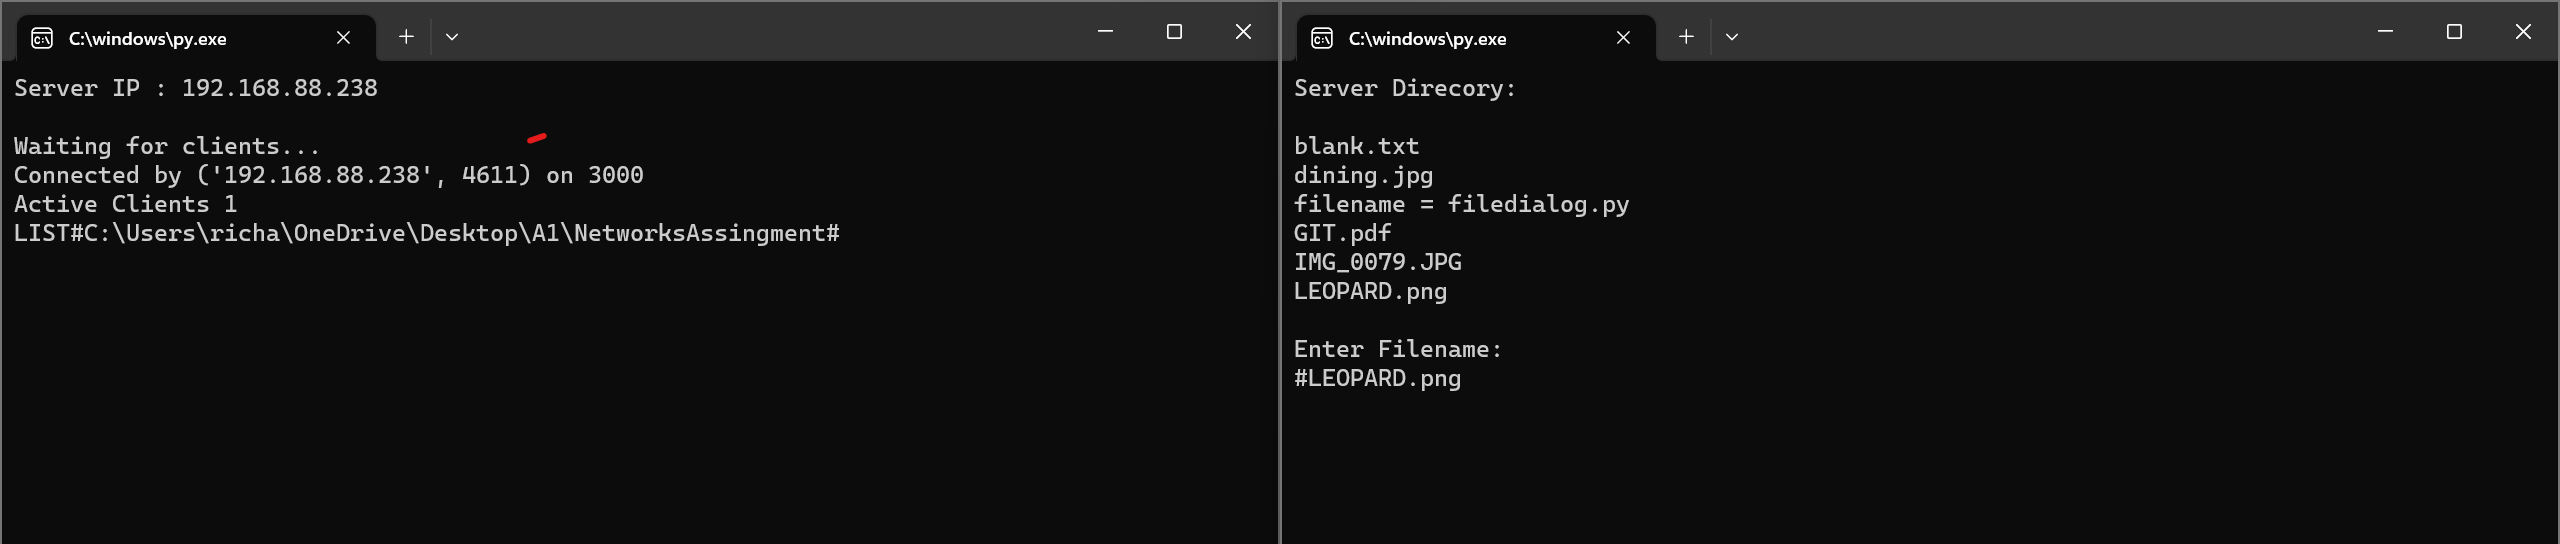 C:\windows\py.exe
Server IP : 192.168.88.238
Waiting for clients...
Connected by ('192.168.88.238', 4611) on 3000
Active Clients 1
LIST#C:\Users\richa\OneDrive\Desktop\A1\NetworksAssingment#
C:\windows\py.exe
Server Direcory:
blank.txt
dining.jpg
filename = filedialog.py
GIT.pdf
IMG_0079.JPG
LEOPARD.png
Enter Filename:
#LEOPARD.png